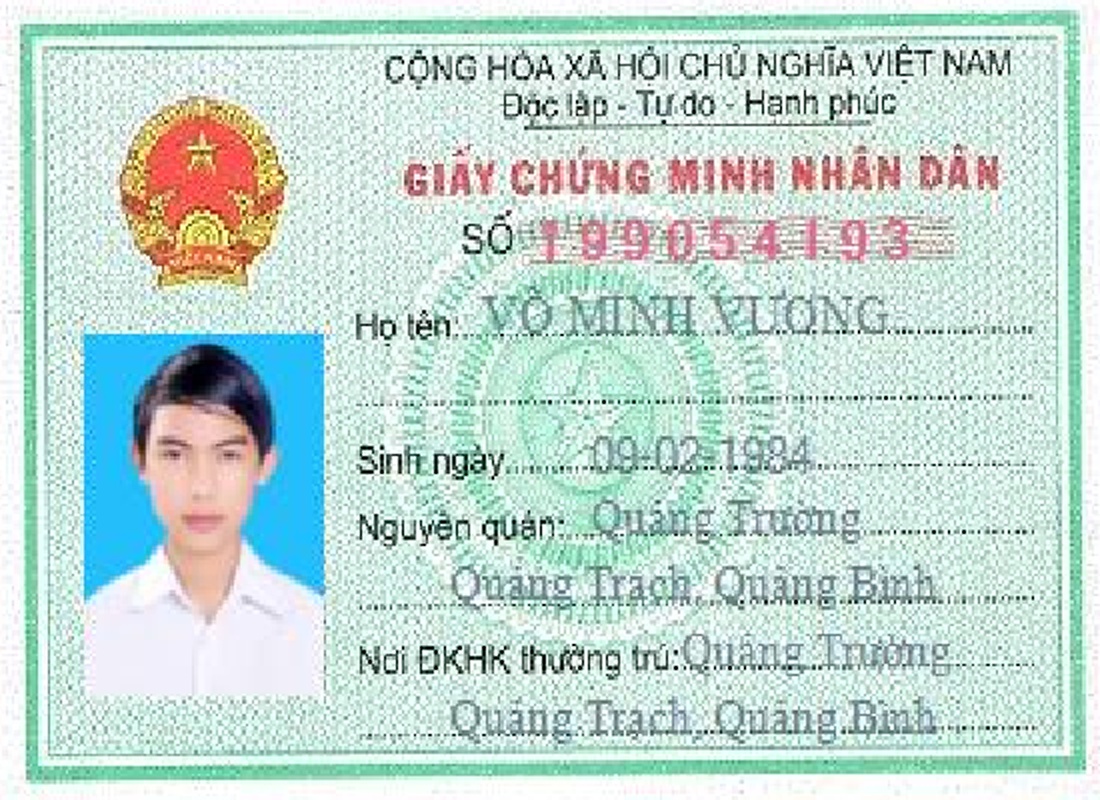 CỘNG HÒA XÃ HỘI CHỦ NGHĨA VIỆT NAM
Độc lập - Tự do - Hạnh phúc
GIẤY CHỨNG MINH NHÂN DÂN
SỐ 199054193
Họ tên: VÕ MINH VƯƠNG
Sinh ngày 09-02-1984
Nguyên quán: Quảng Trường
Quảng Trạch, Quảng Bình
Nơi ĐKHK thường trú: Quảng Trường
Quảng Trạch, Quảng Bình